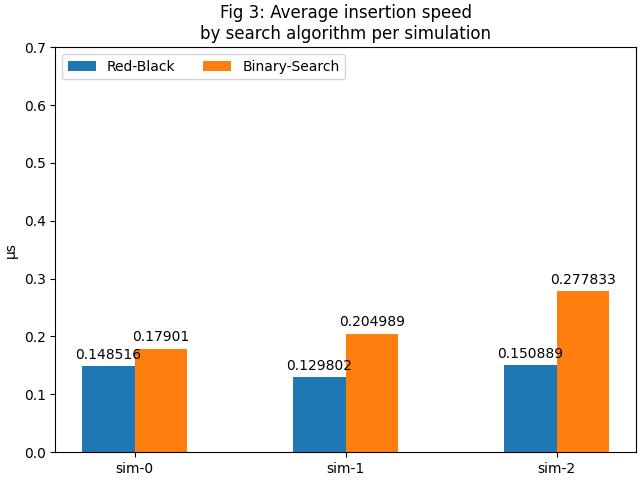 Fig 3: Average insertion speed
by search algorithm per simulation
0.7
Red-Black
Binary-Search
0.6
0.5
0.4
µs
0.3
0.2
0.1
0.0
0.148516
0.17901
0.129802
0.204989
0.150889
0.277833
sim-0
sim-1
sim-2